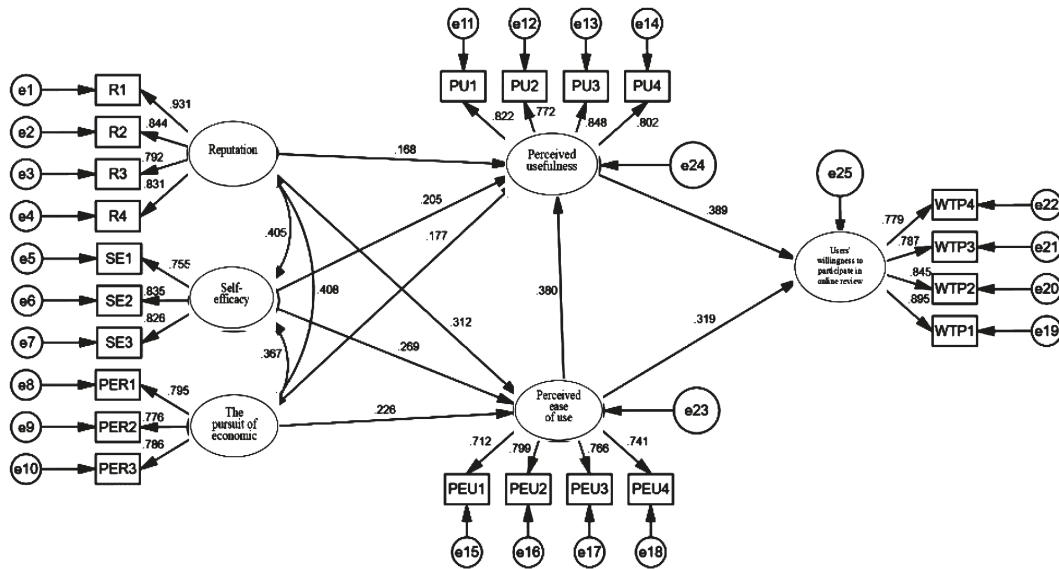 e11 e12 e13 e14
PU1 PU2 PU3 PU4
.822 .772 .848 .802
e1 R1
.931
e2 R2
.844
e3 R3
.792
e4 R4
.831
Reputation
e5 SE1
.755
e6 SE2
.835
e7 SE3
.826
Self-
efficacy
e8 PER1
.795
e9 PER2
.776
e10 PER3
.786
The
pursuit of
economic
.405
.408
.367
.168
.205
.177
.312
.269
.226
Perceived
usefulness
e24
.380
Perceived
ease
of use
e23
.712 .799 .766 .741
PEU1 PEU2 PEU3 PEU4
e15 e16 e17 e18
.389
.319
e25
Users'
willingness to
participate in
online review
.779 WTP4 e22
.787 WTP3 e21
.845 WTP2 e20
.895 WTP1 e19